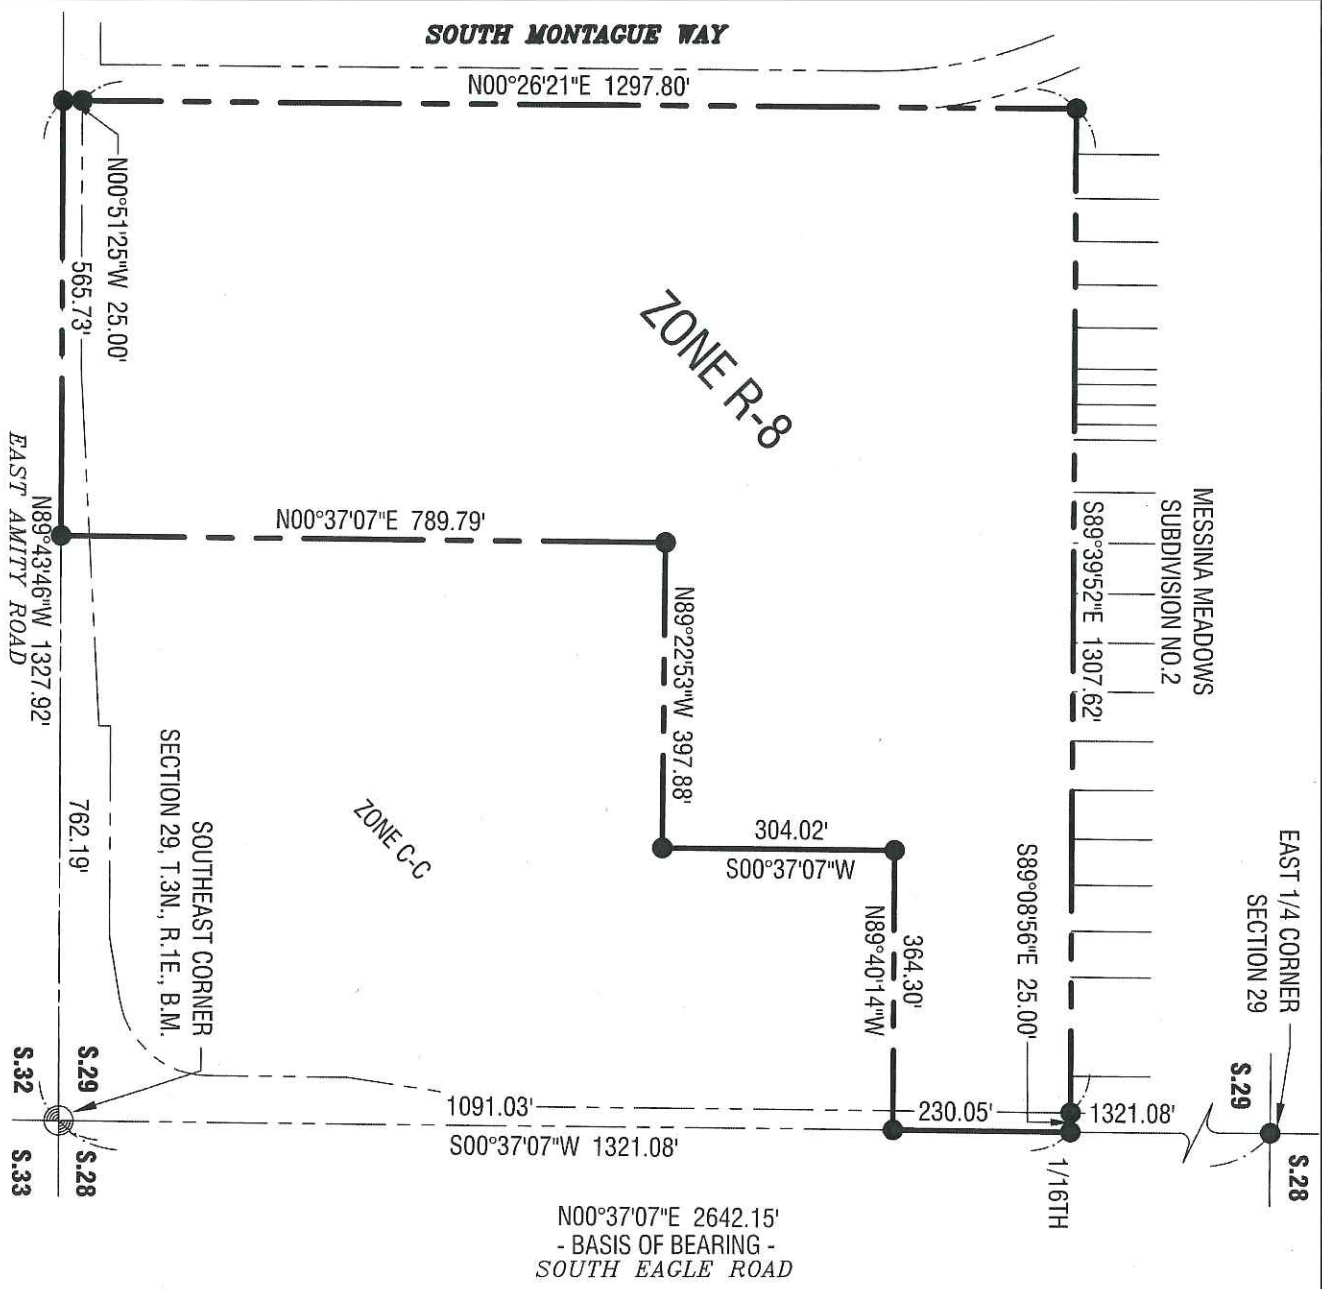 SOUTH MONTAGUE WAY
N00°26'21"E 1297.80'
N00°51'25"W 25.00'
565.73'
ZONE R-8
MESSINA MEADOWS
SUBDIVISION NO.2
S89°39'52"E 1307.62'
N00°37'07"E 789.79'
N89°22'53"W 397.88'
N89°43'46"W 1327.92'
EAST AMITY ROAD
762.19'
ZONE C-C
304.02'
S00°37'07"W
364.30'
N89°40'14"W
S89°08'56"E 25.00'
EAST 1/4 CORNER
SECTION 29
SOUTHEAST CORNER
SECTION 29, T.3N., R.1E., B.M.
S.29
S.32
S.28
S.33
1091.03'
S00°37'07"W 1321.08'
230.05'
1321.08'
1/16TH
S.29
S.28
N00°37'07"E 2642.15'
- BASIS OF BEARING -
SOUTH EAGLE ROAD